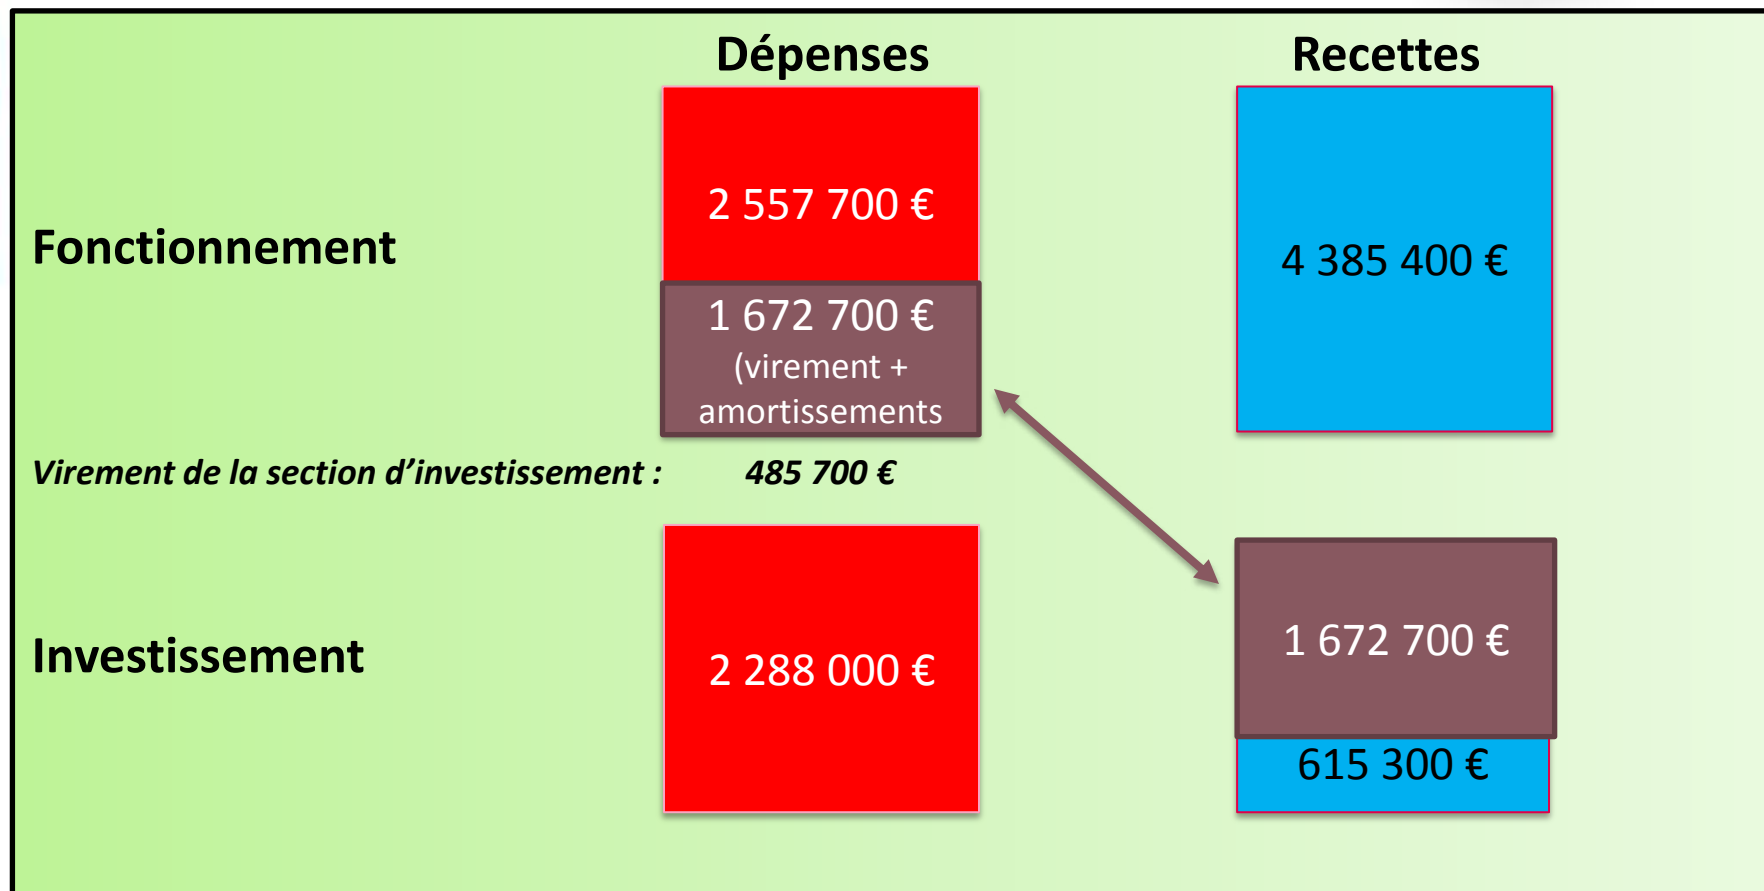 Dépenses
Recettes
2 557 700 €
Fonctionnement
4 385 400 €
1 672 700 €
(virement +
amortissements
Virement de la section d’investissement : 485 700 €
1 672 700 €
Investissement
2 288 000 €
615 300 €